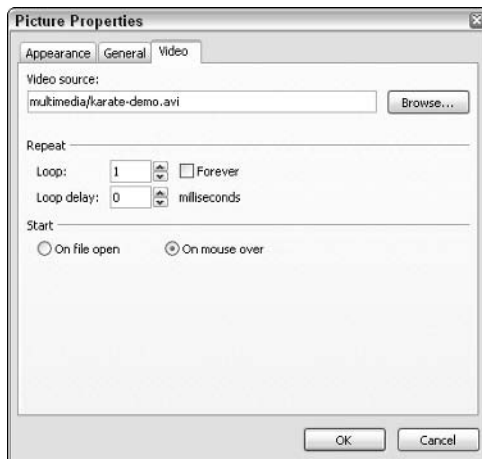 Picture Properties
Appearance General Video
Video source:
multimedia/karate-demo.avi Browse...
Repeat
Loop: 1 Forever
Loop delay: 0 milliseconds
Start
On file open On mouse over
OK Cancel